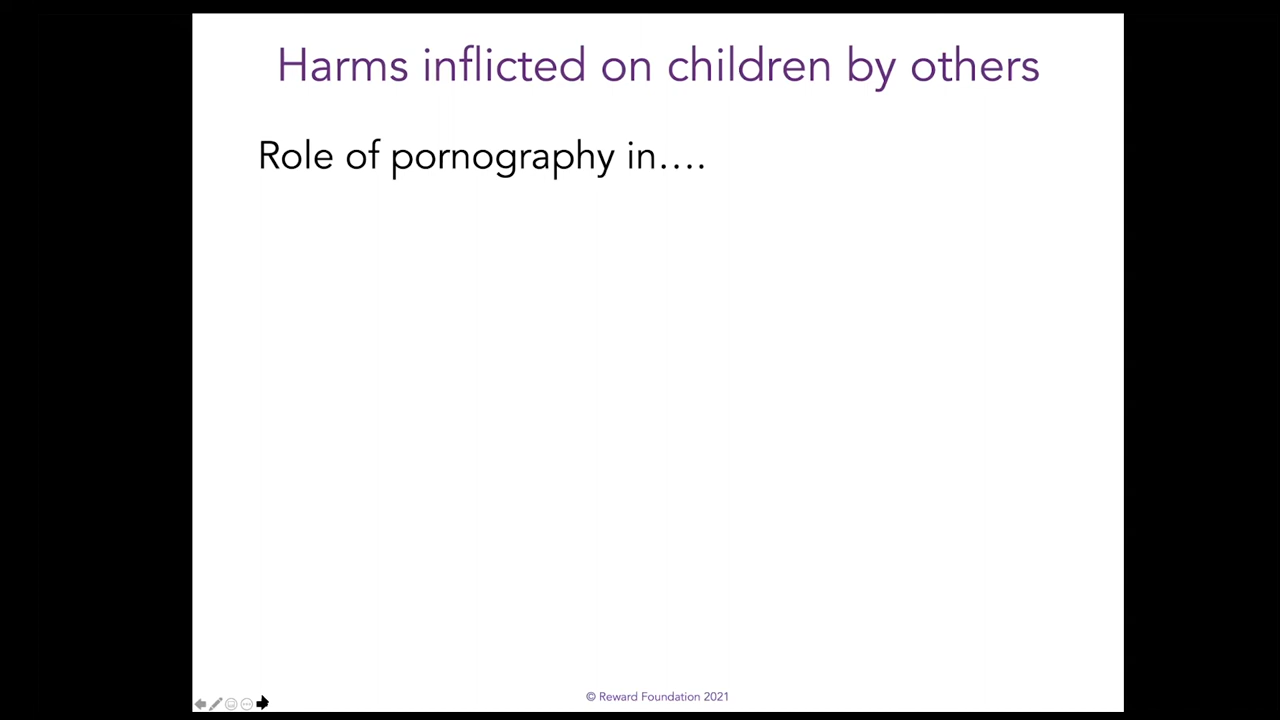 Harms inflicted on children by others
Role of pornography in….
© Reward Foundation 2021